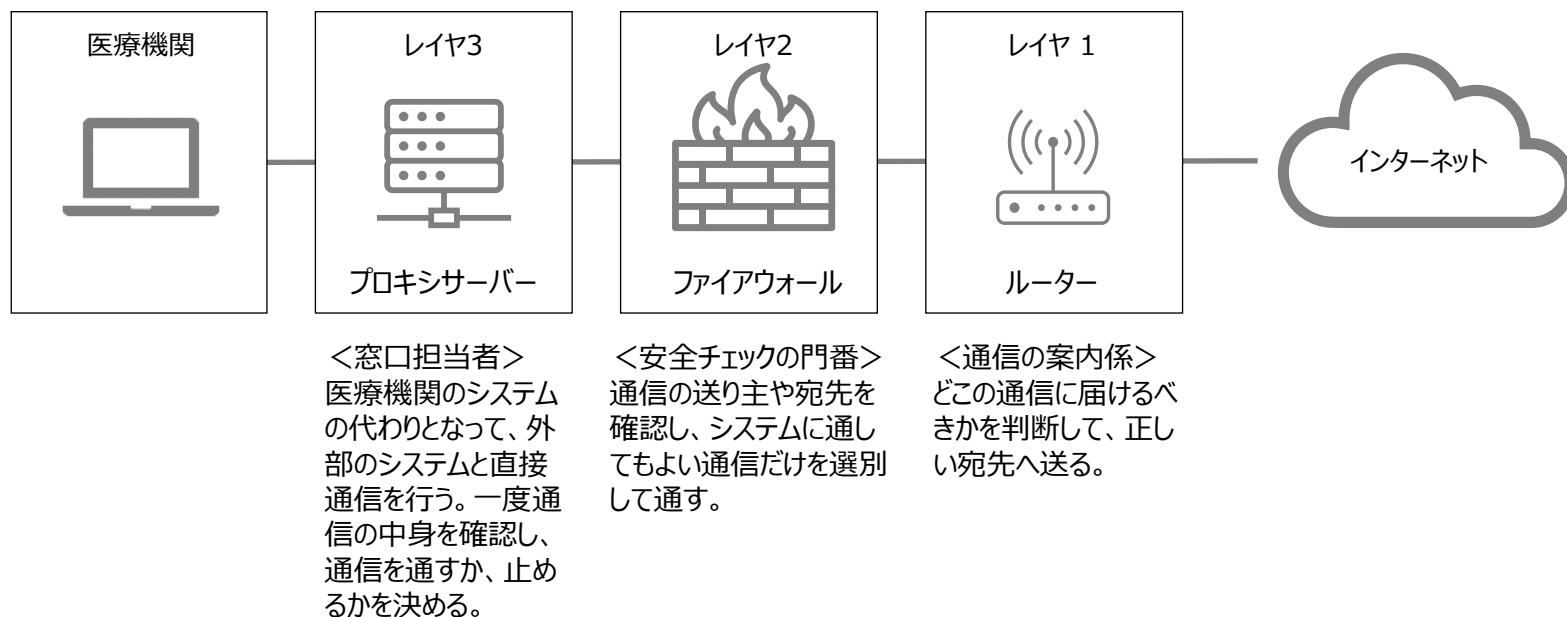 医療機関
レイヤ3
レイヤ2
レイヤ 1
インターネット
プロキシサーバー
ファイアウォール
ルーター
＜窓口担当者＞
医療機関のシステム
の代わりとなって、外
部のシステムと直接
通信を行う。一度通
信の中身を確認し、
通信を通すか、止め
るかを決める。
＜安全チェックの門番＞
通信の送り主や宛先を
確認し、システムに通し
てもよい通信だけを選別
して通す。
＜通信の案内係＞
どこの通信に届けるべ
きかを判断して、正し
い宛先へ送る。